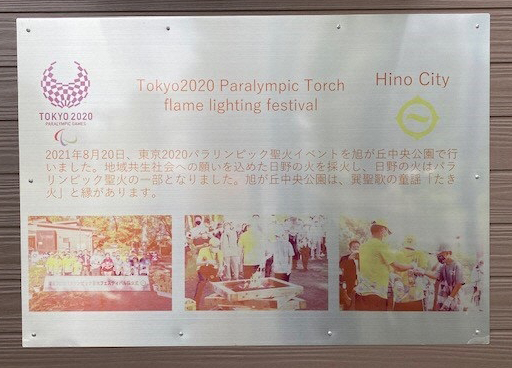 TOKYO 2020
PARALYMPIC GAMES
Tokyo2020 Paralympic Torch
flame lighting festival
Hino City
2021年8月20日、東京2020パラリンピック聖火イベントを旭が丘中央公園で行
いました。地域共生社会への願いを込めた日野の火を採火し、日野の火はパラ
リンピック聖火の一部となりました。旭が丘中央公園は、巽聖歌の童謡「たき
火」と縁があります。